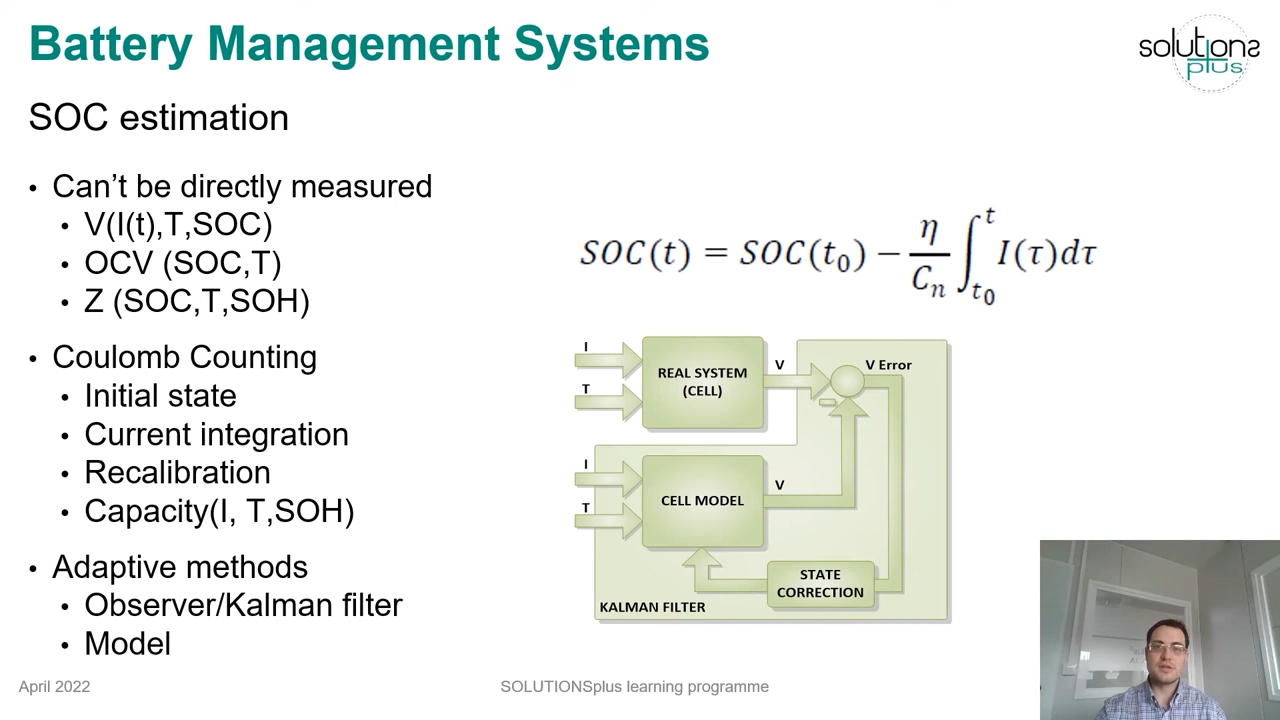 Battery Management Systems
solutions
plus
SOC estimation
• Can't be directly measured
• V(I(t),T,SOC)
• OCV (SOC,T)
• Z (SOC,T,SOH)
• Coulomb Counting
• Initial state
• Current integration
• Recalibration
• Capacity(I, T,SOH)
• Adaptive methods
• Observer/Kalman filter
• Model
SOC(t) = SOC(t₀) − η/Cₙ ∫ₜ₀ᵗ I(τ)dτ
I
T
REAL SYSTEM
(CELL)
V
V Error
I
T
CELL MODEL
V
STATE
CORRECTION
KALMAN FILTER
April 2022
SOLUTIONSplus learning programme